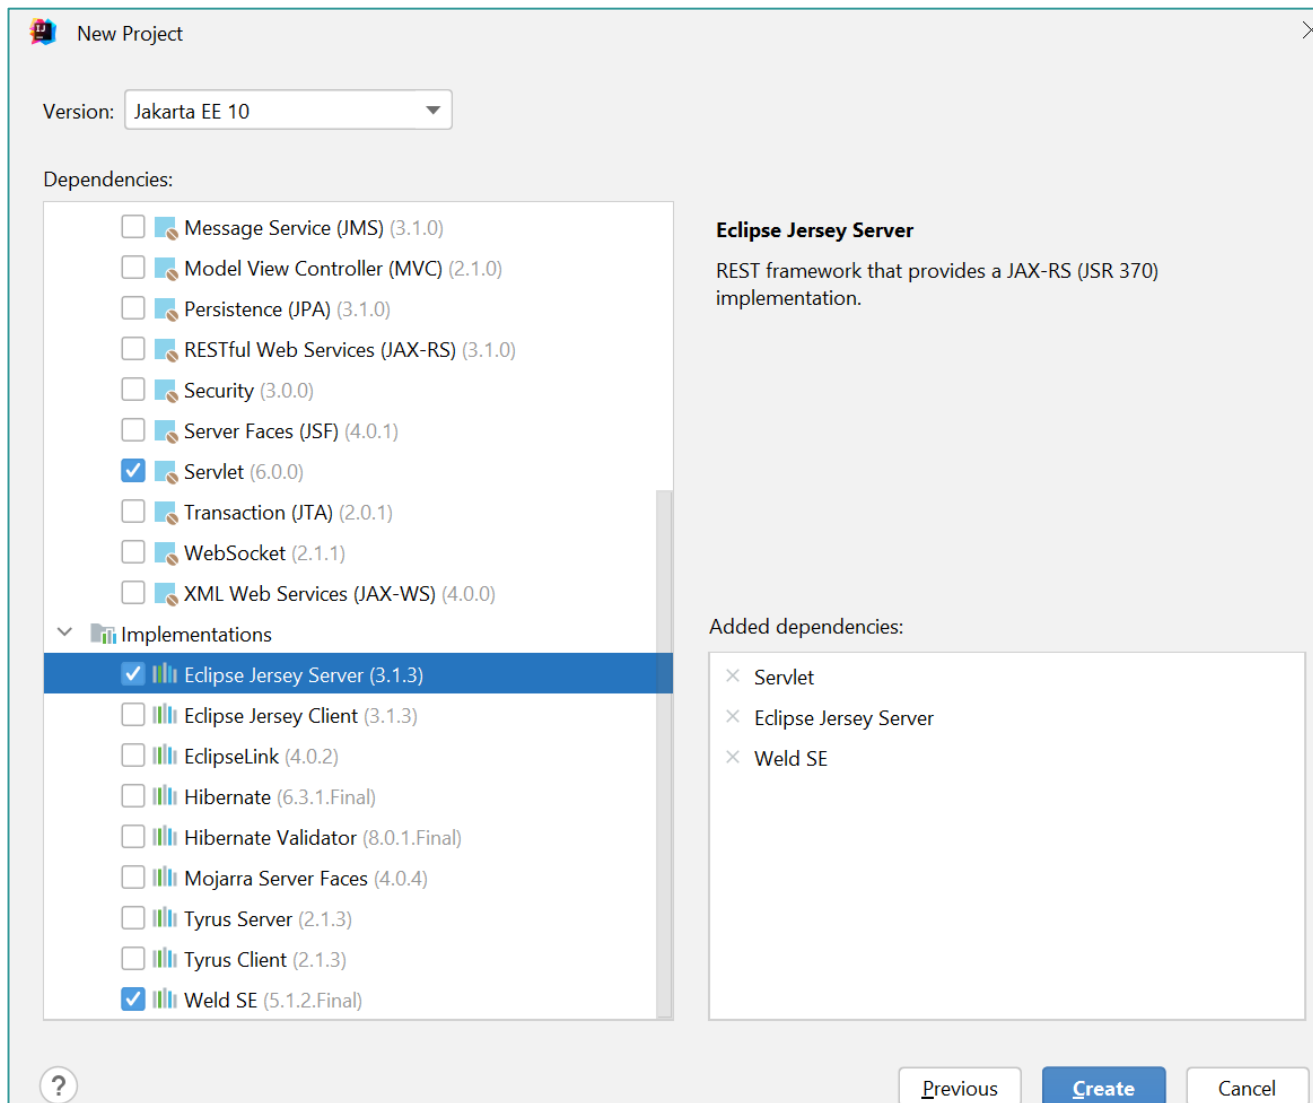 New Project
Version: Jakarta EE 10
Dependencies:
Message Service (JMS) (3.1.0)
Model View Controller (MVC) (2.1.0)
Persistence (JPA) (3.1.0)
RESTful Web Services (JAX-RS) (3.1.0)
Security (3.0.0)
Server Faces (JSF) (4.0.1)
Servlet (6.0.0)
Transaction (JTA) (2.0.1)
WebSocket (2.1.1)
XML Web Services (JAX-WS) (4.0.0)
Implementations
Eclipse Jersey Server (3.1.3)
Eclipse Jersey Client (3.1.3)
EclipseLink (4.0.2)
Hibernate (6.3.1.Final)
Hibernate Validator (8.0.1.Final)
Mojarra Server Faces (4.0.4)
Tyrus Server (2.1.3)
Tyrus Client (2.1.3)
Weld SE (5.1.2.Final)
Eclipse Jersey Server
REST framework that provides a JAX-RS (JSR 370)
implementation.
Added dependencies:
Servlet
Eclipse Jersey Server
Weld SE
? Previous Create Cancel